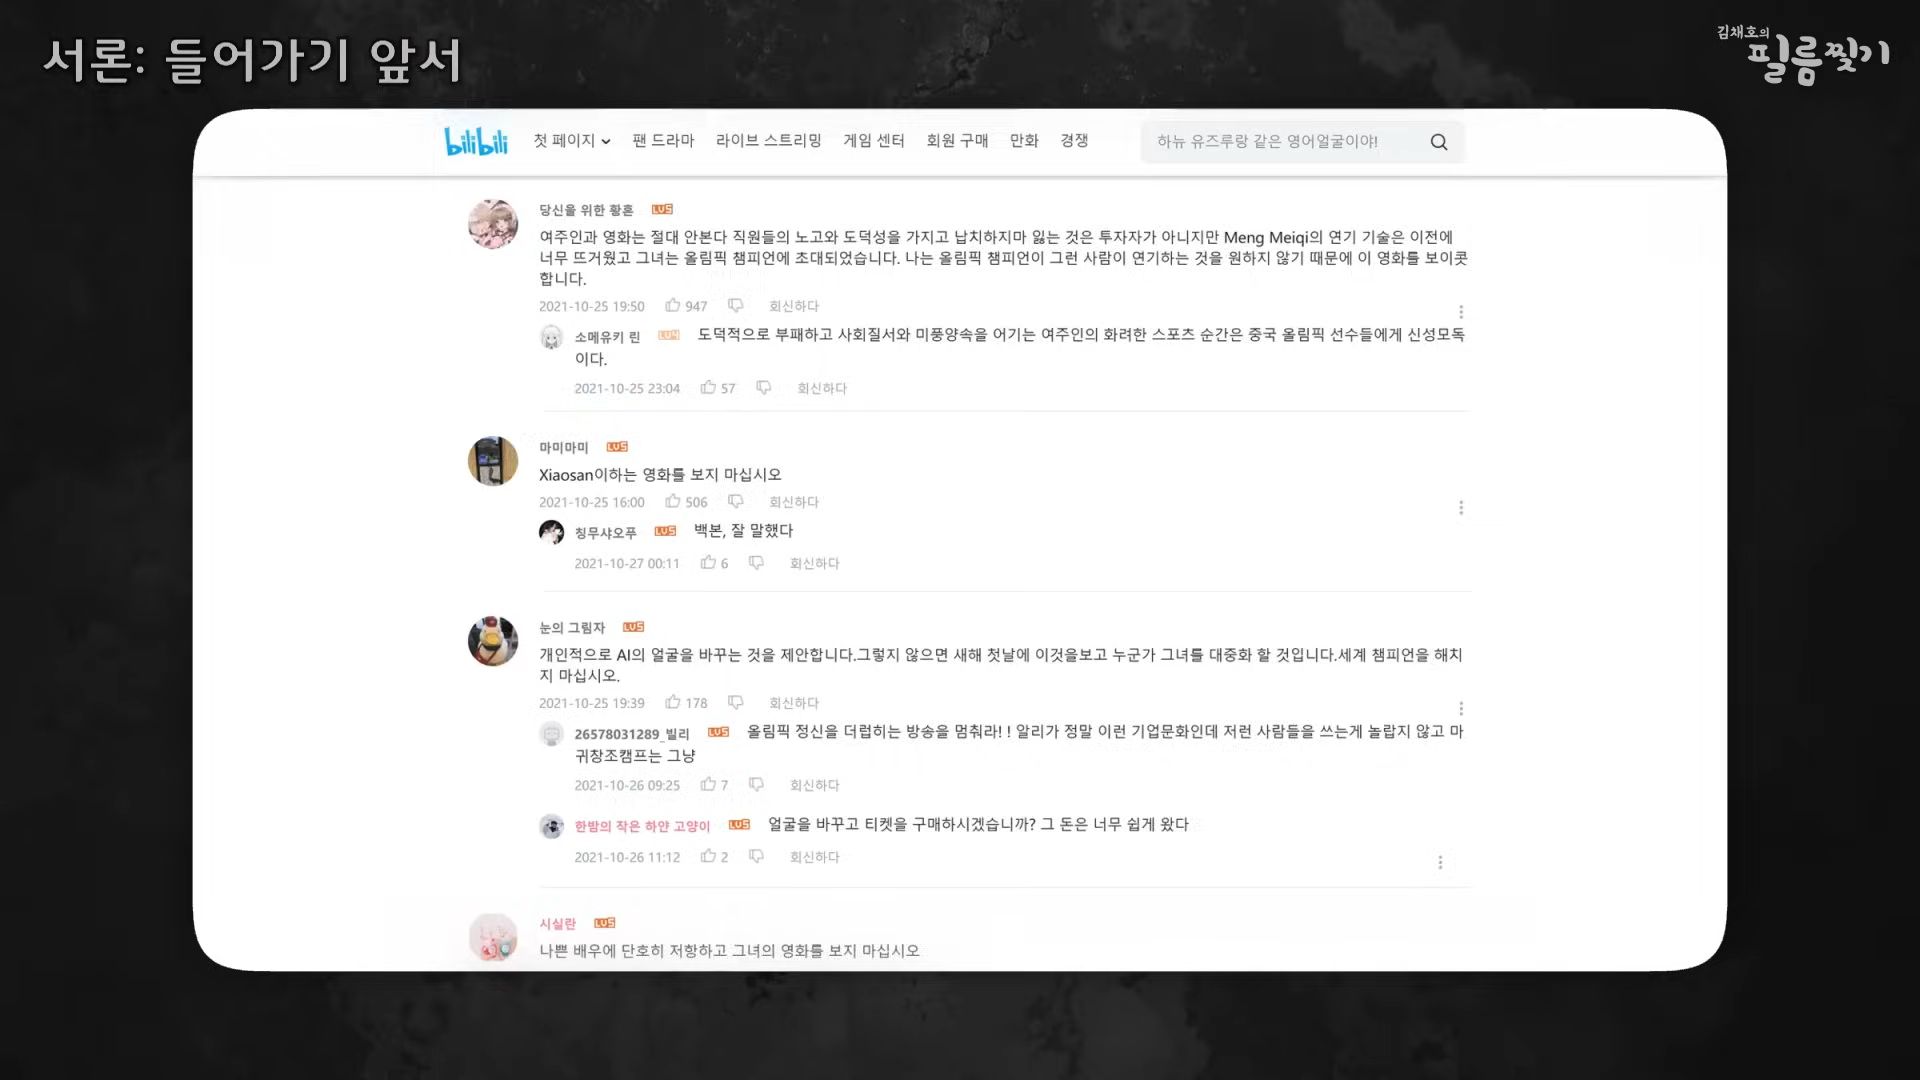 서론: 들어가기 앞서
김채호의
필름찢기
bilibili 첫 페이지 팬 드라마 라이브 스트리밍 게임 센터 회원 구매 만화 경쟁 하뉴 유즈루랑 같은 영어얼굴이야!
당신을 위한 황혼 LV5
여주인과 영화는 절대 안본다 직원들의 노고와 도덕성을 가지고 납치하지마 잃는 것은 투자자가 아니지만 Meng Meiqi의 연기 기술은 이전에
너무 뜨거웠고 그녀는 올림픽 챔피언에 초대되었습니다. 나는 올림픽 챔피언이 그런 사람이 연기하는 것을 원하지 않기 때문에 이 영화를 보이콧
합니다.
2021-10-25 19:50 947 회신하다
소메유키 린 LV4 도덕적으로 부패하고 사회질서와 미풍양속을 어기는 여주인의 화려한 스포츠 순간은 중국 올림픽 선수들에게 신성모독
이다.
2021-10-25 23:04 57 회신하다
마미마미 LV5
Xiaosan이하는 영화를 보지 마십시오
2021-10-25 16:00 506 회신하다
칭무샤오푸 LV5 백본, 잘 말했다
2021-10-27 00:11 6 회신하다
눈의 그림자 LV5
개인적으로 AI의 얼굴을 바꾸는 것을 제안합니다.그렇지 않으면 새해 첫날에 이것을보고 누군가 그녀를 대중화 할 것입니다.세계 챔피언을 해치
지 마십시오.
2021-10-25 19:39 178 회신하다
26578031289_빌리 LV5 올림픽 정신을 더럽히는 방송을 멈춰라! ! 알리가 정말 이런 기업문화인데 저런 사람들을 쓰는게 놀랍지 않고 마
귀창조캠프는 그냥
2021-10-26 09:25 7 회신하다
한밤의 작은 하얀 고양이 LV5 얼굴을 바꾸고 티켓을 구매하시겠습니까? 그 돈은 너무 쉽게 왔다
2021-10-26 11:12 2 회신하다
시실란 LV5
나쁜 배우에 단호히 저항하고 그녀의 영화를 보지 마십시오